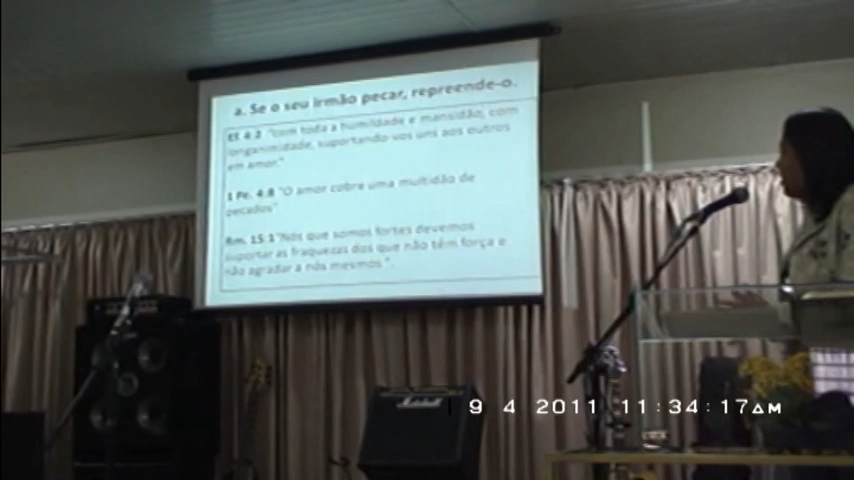 a. Se o seu irmão pecar, repreende-o.
Ef. 4:2 "com toda a humildade e mansidão, com
longanimidade, suportando-vos uns aos outros
em amor."
1 Pe. 4:8 "O amor cobre uma multidão de
pecados"
Rm. 15:1"Nós que somos fortes devemos
suportar as fraquezas dos que não têm força e
não agradar a nós mesmos ".
9 4 2011 11:34:17AM